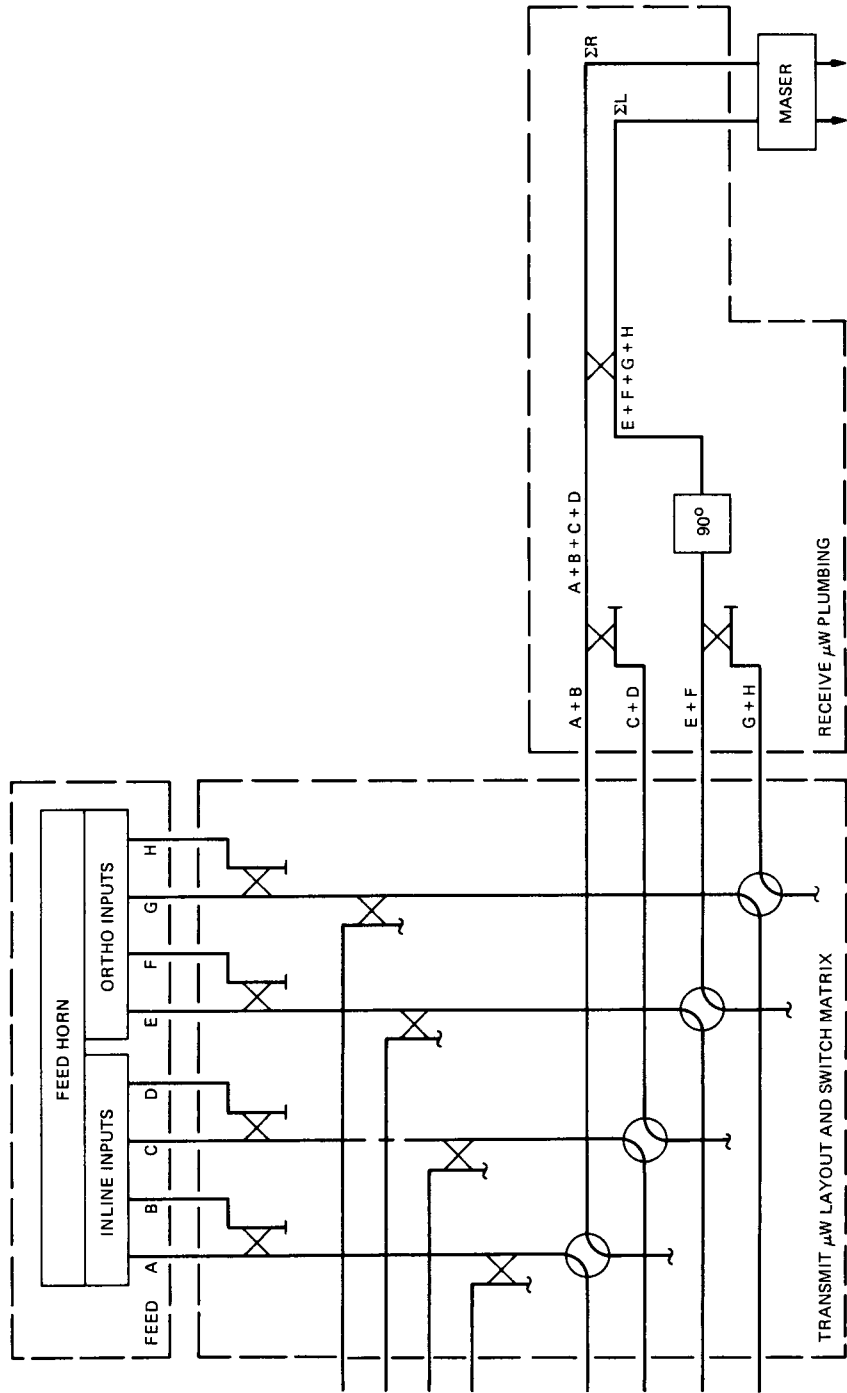 FEED HORN
INLINE INPUTS
ORTHO INPUTS
FEED
A
B
C
D
E
F
G
H
TRANSMIT μW LAYOUT AND SWITCH MATRIX
A + B
C + D
E + F
G + H
A + B + C + D
90°
E + F + G + H
ΣR
ΣL
MASER
RECEIVE μW PLUMBING